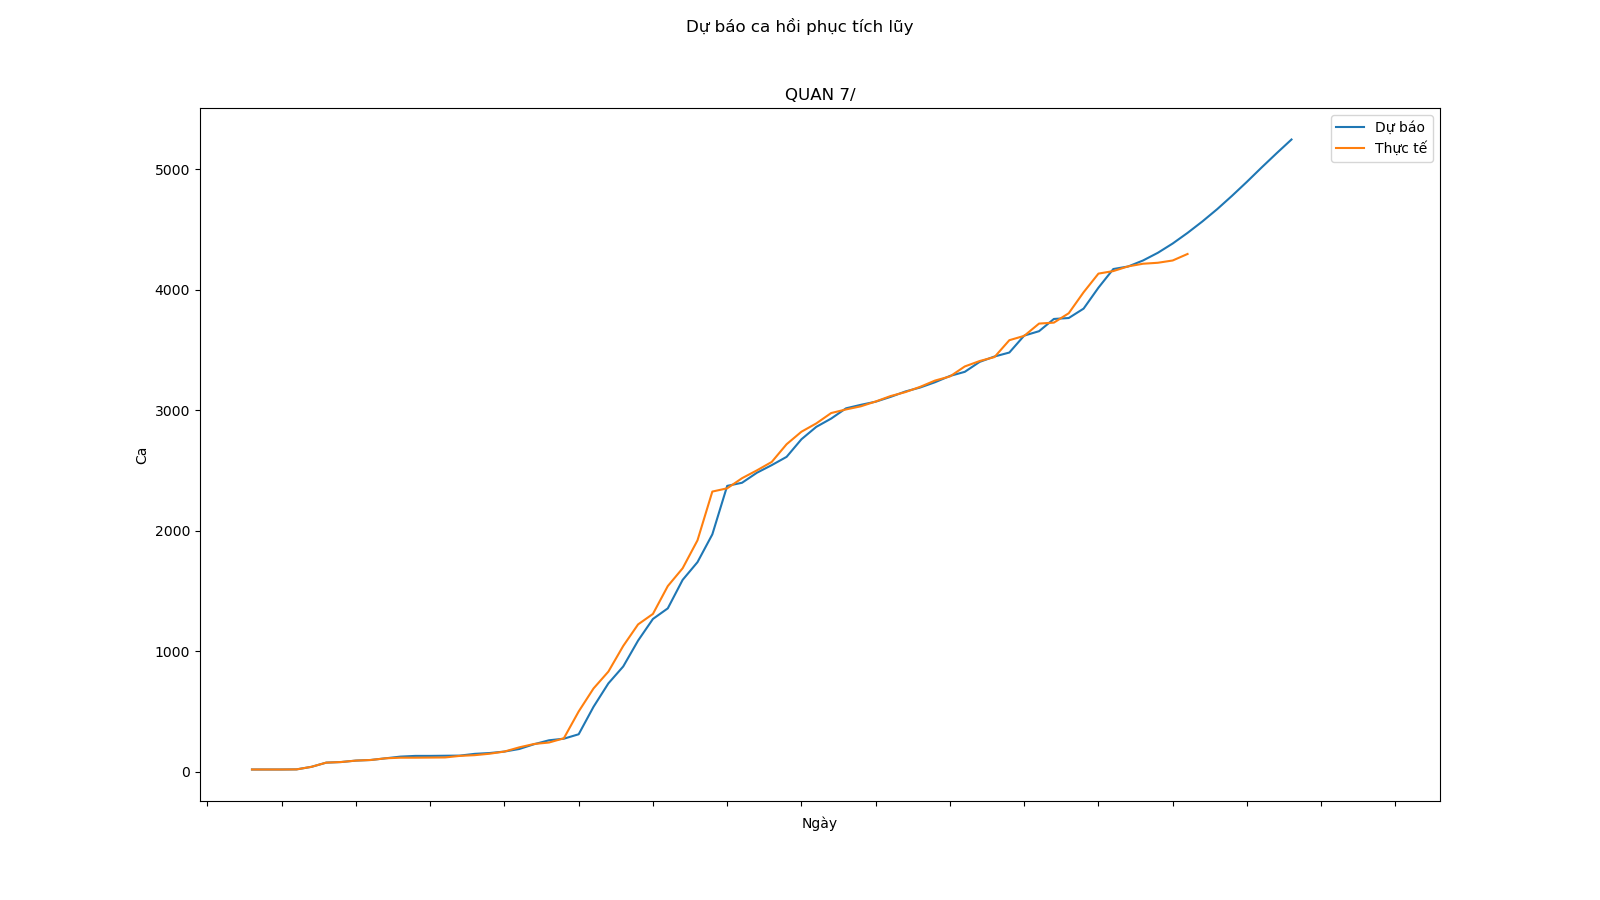 Dự báo ca hồi phục tích lũy
QUAN 7/
Dự báo
Thực tế
5000
4000
3000
2000
1000
0
Ca
Ngày